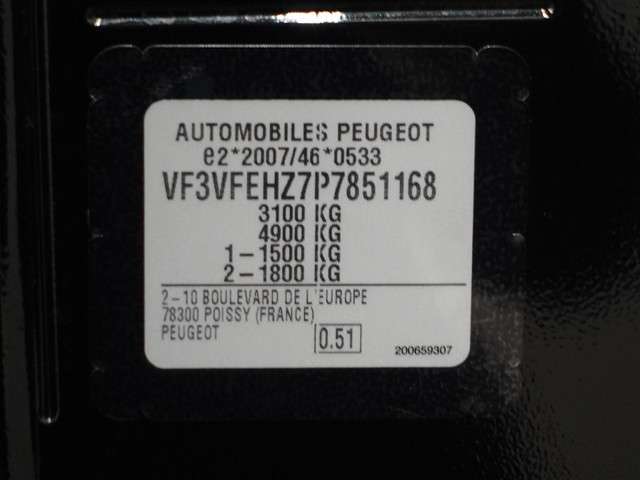 AUTOMOBILES PEUGEOT
e2*2007/46*0533
VF3VFEHZ7P7851168
3100 KG
4900 KG
1-1500 KG
2-1800 KG
2-10 BOULEVARD DE L'EUROPE
78300 POISSY (FRANCE)
PEUGEOT
0.51
200659307